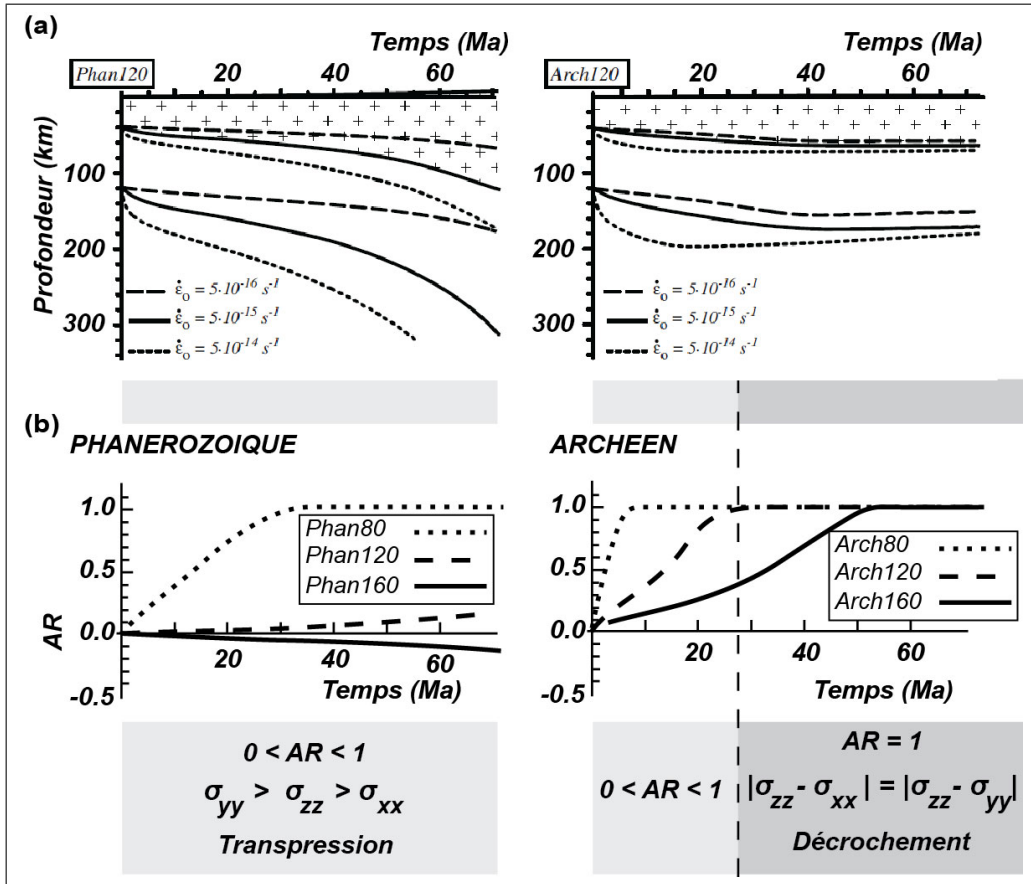 (a)
Temps (Ma)
Temps (Ma)
Phan120
20
40
60
Arch120
20
40
60
Profondeur (km)
100
200
300
100
200
300
ε̇o = 5·10-16 s-1
ε̇o = 5·10-15 s-1
ε̇o = 5·10-14 s-1
ε̇o = 5·10-16 s-1
ε̇o = 5·10-15 s-1
ε̇o = 5·10-14 s-1
(b)
PHANEROZOIQUE
ARCHEEN
AR
1.0
0.5
0.0
-0.5
Phan80
Phan120
Phan160
20
40
60
Temps (Ma)
1.0
0.5
0.0
-0.5
Arch80
Arch120
Arch160
20
40
60
Temps (Ma)
0 < AR < 1
σyy > σzz > σxx
Transpression
0 < AR < 1
AR = 1
|σzz - σxx | = |σzz - σyy|
Décrochement